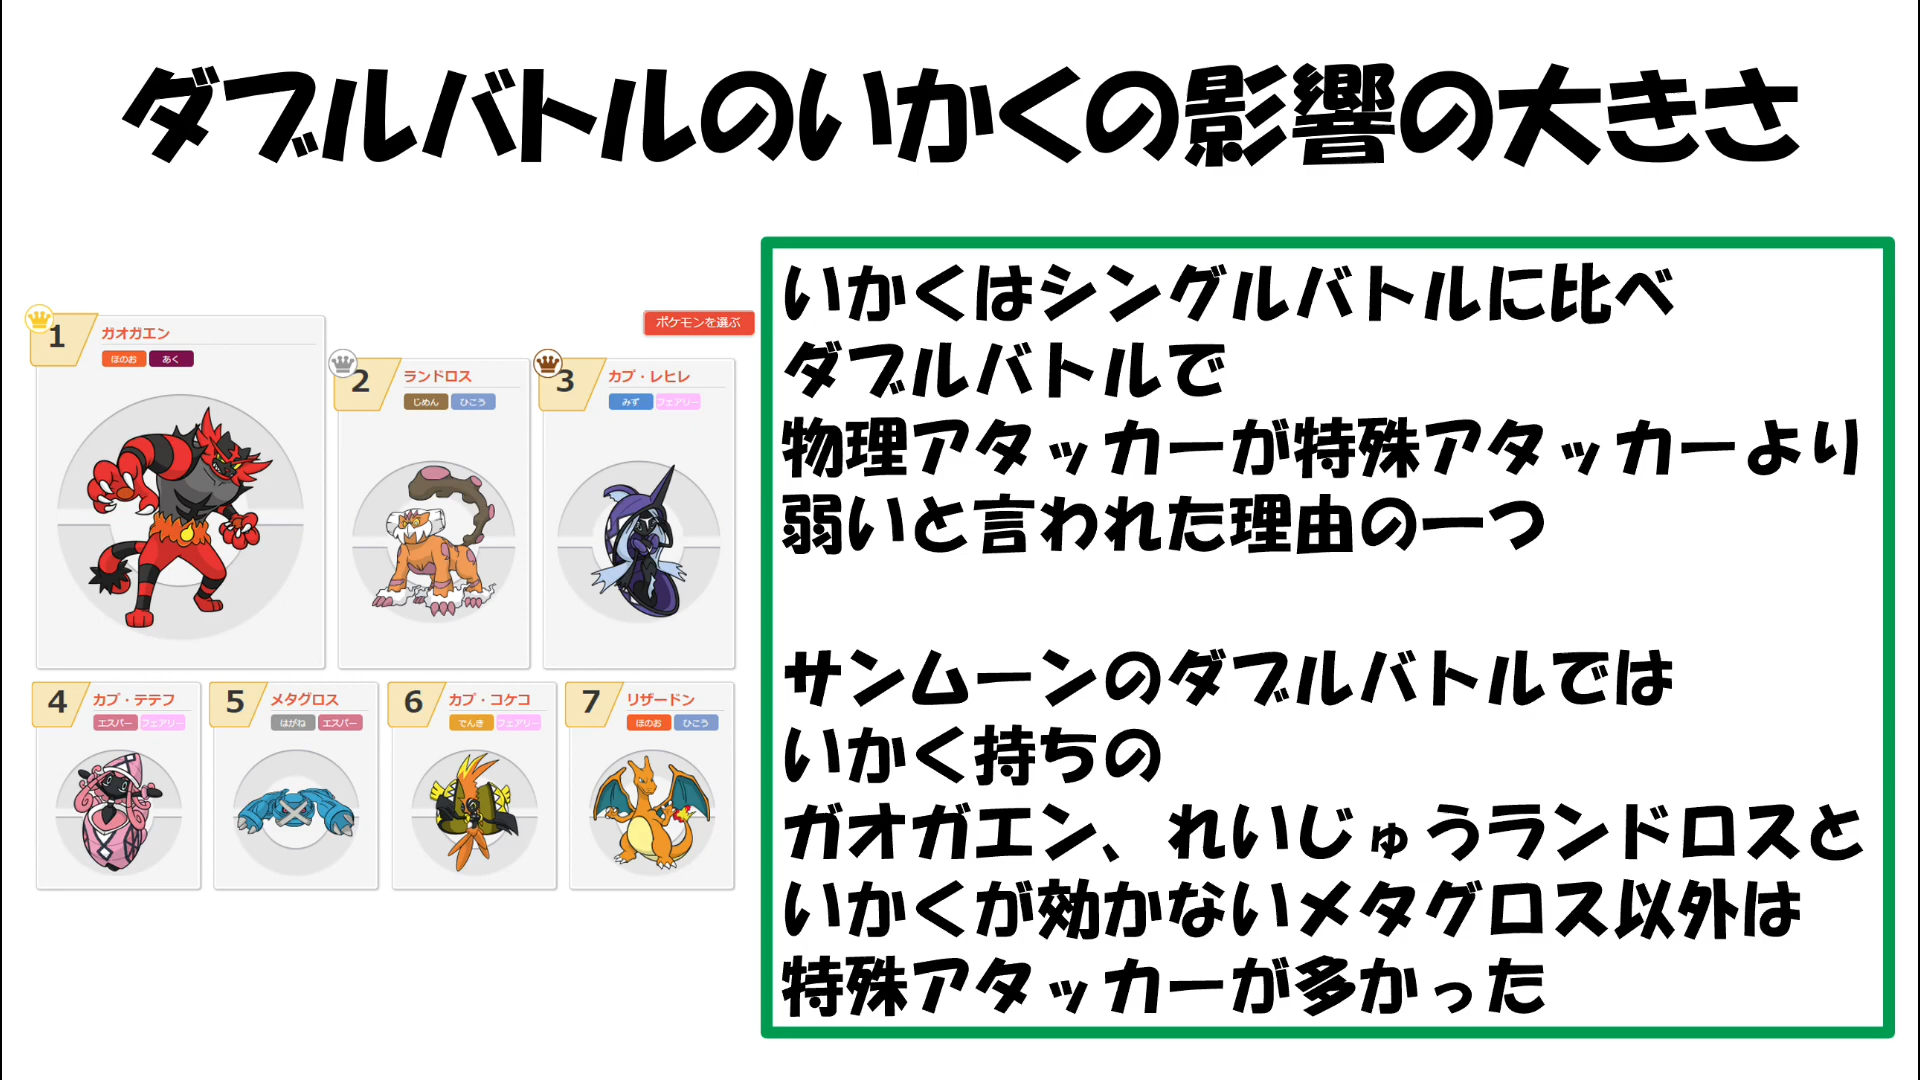 ダブルバトルのいかくの影響の大きさ
ポケモンを選ぶ
1 ガオガエン
ほのお あく
2 ランドロス
じめん ひこう
3 カプ・レヒレ
みず フェアリー
4 カプ・テテフ
エスパー フェアリー
5 メタグロス
はがね エスパー
6 カプ・コケコ
でんき フェアリー
7 リザードン
ほのお ひこう
いかくはシングルバトルに比べ
ダブルバトルで
物理アタッカーが特殊アタッカーより
弱いと言われた理由の一つ
サンムーンのダブルバトルでは
いかく持ちの
ガオガエン、れいじゅうランドロスと
いかくが効かないメタグロス以外は
特殊アタッカーが多かった